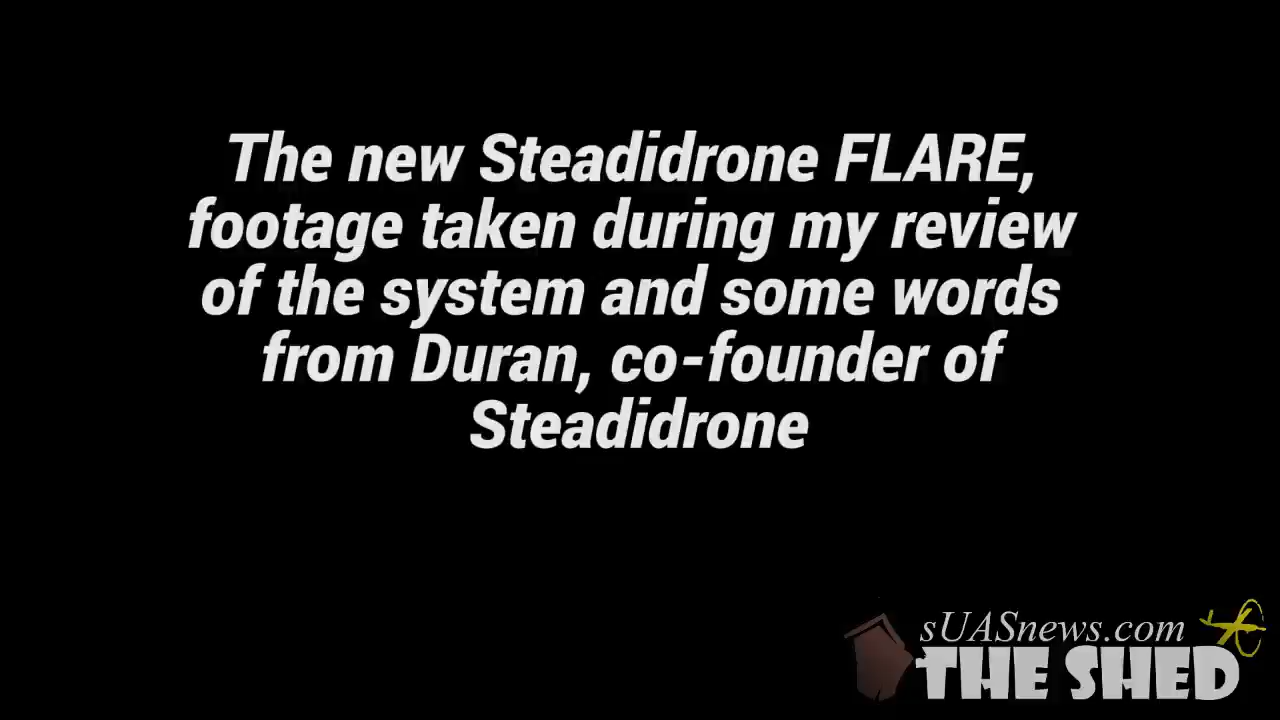 The new Steadidrone FLARE,
footage taken during my review
of the system and some words
from Duran, co-founder of
Steadidrone
sUASnews.com
THE SHED